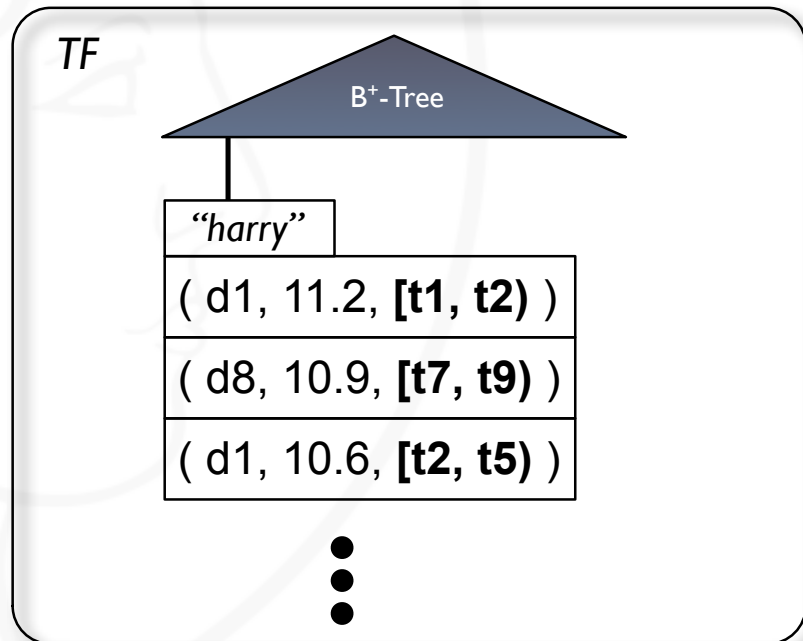 TF
B⁺-Tree
“harry”
( d1, 11.2, [t1, t2) )
( d8, 10.9, [t7, t9) )
( d1, 10.6, [t2, t5) )